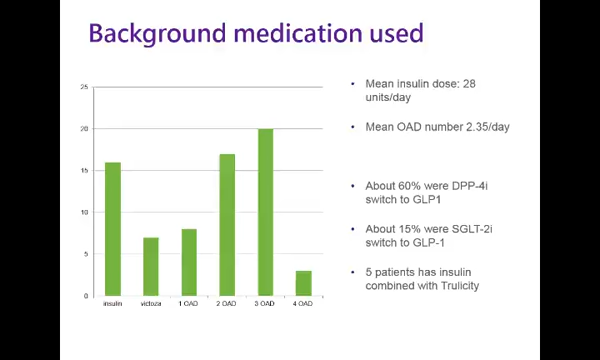 Background medication used
25
20
15
10
5
0
insulin victoza 1 OAD 2 OAD 3 OAD 4 OAD
• Mean insulin dose: 28
units/day
• Mean OAD number 2.35/day
• About 60% were DPP-4i
switch to GLP1
• About 15% were SGLT-2i
switch to GLP-1
• 5 patients has insulin
combined with Trulicity